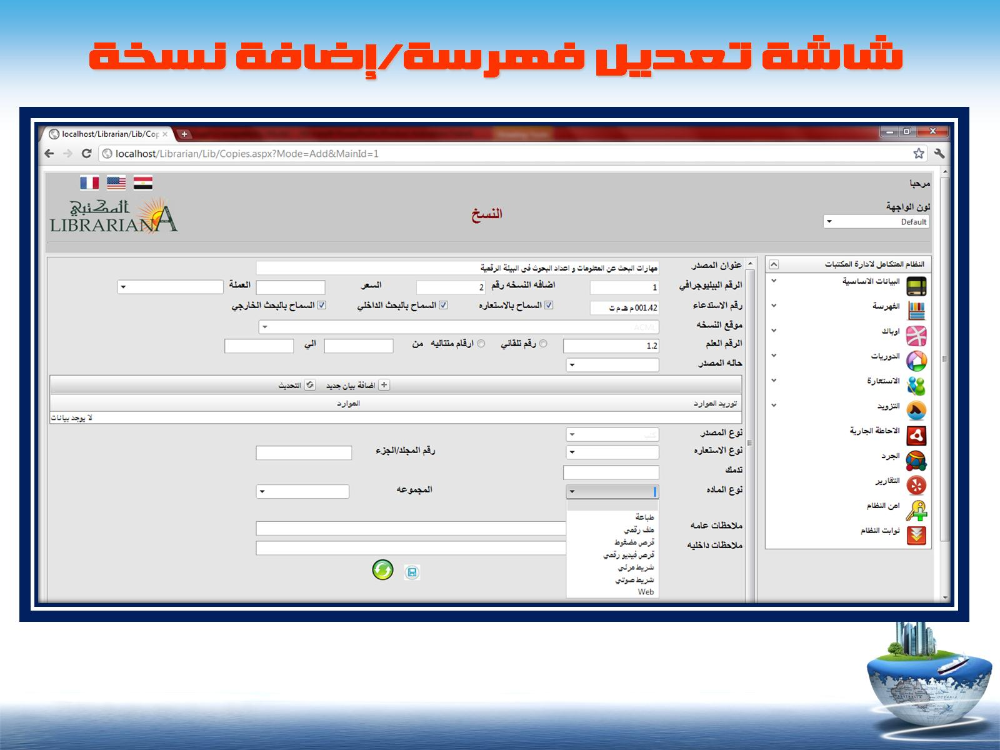 شاشة تعديل فهرسة/إضافة نسخة
localhost/Librarian/Lib/Cop
localhost/Librarian/Lib/Copies.aspx?Mode=Add&MainId=1
مرحبا
لون الواجهة
Default
النسخ
المكتبي
LIBRARIAN
النظام المتكامل لادارة المكتبات
البيانات الاساسية
الفهرسة
اوباك
الدوريات
الاستعارة
التزويد
الاحاطة الجارية
الجرد
التقارير
امن النظام
ثوابت النظام
عنوان المصدر مهارات البحث عن المعلومات و اعداد البحوث فى البيئة الرقمية
الرقم الببليوجرافي 1 اضافه النسخه رقم 2 السعر العملة
رقم الاستدعاء 001.42 م هـ م ت السماح بالاستعاره السماح بالبحث الداخلي السماح بالبحث الخارجي
موقع النسخه ACML
الرقم العلم 1.2 رقم تلقاني ارقام متتاليه من الي
حاله المصدر
اضافة بيان جديد التحديث
توريد الموارد الموارد
لا يوجد بيانات
نوع المصدر كتب
نوع الاستعاره رقم المجلد/الجزء
تدمك
نوع الماده المجموعه
طباعة
ملف رقمي
قرص مضغوط
قرص فيديو رقمي
شريط مرئي
شريط صوتي
Web
ملاحظات عامه
ملاحظات داخليه